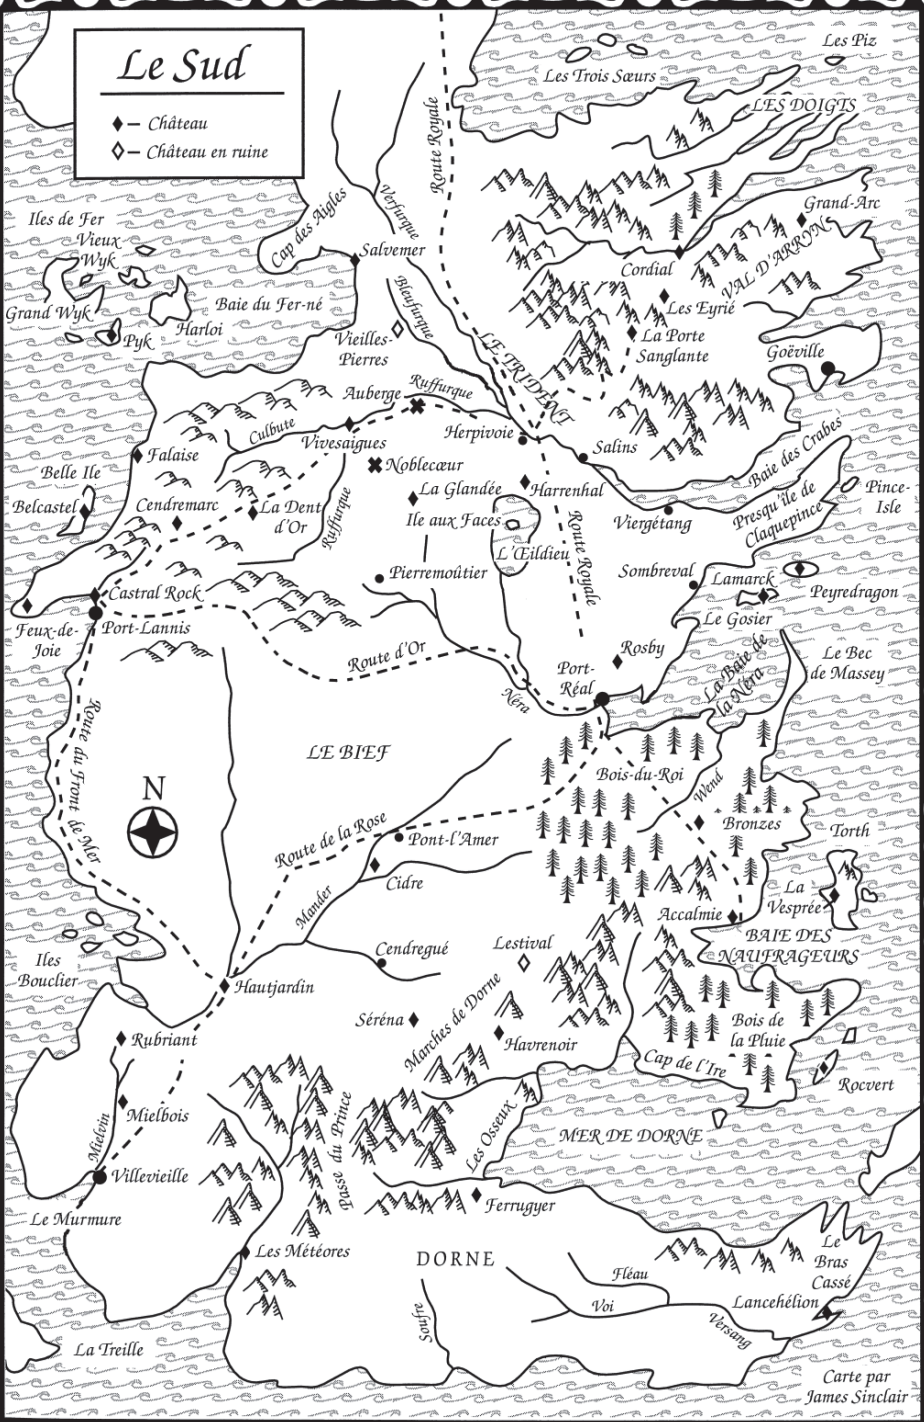 Le Sud
Château
Château en ruine
Les Piz
Les Trois Sœurs
LES DOIGTS
Route Royale
Verfurque
Cap des Aigles
Iles de Fer
Vieux
Wyk
Grand-Arc
VAL D'ARRYN
Salvemer
Cordial
Bleufurque
Baie du Fer-né
Grand Wyk
Les Eyrié
Harloi
Pyk
Vieilles-
Pierres
La Porte
Sanglante
LE TRIDENT
Goëville
Auberge
Ruffurque
Culbute
Vivesaigues
Herpivoie
Salins
Falaise
Noblecœur
Baie des Crabes
Belle Ile
Belcastel
Cendremarc
La Dent
d'Or
Ruffurque
La Glandée
Harrenhal
Ile aux Faces
Viergétang
Presqu'île de
Claquepince
Pince-
Isle
L'Œildieu
Route Royale
Pierremoûtier
Sombreval
Lamarck
Peyredragon
Castral Rock
Le Gosier
Feux-de-
Joie
Port-Lannis
Route d'Or
Rosby
Port-
Réal
La Baie de
la Néra
Le Bec
de Massey
Néra
Route du Front de Mer
LE BIEF
N
Bois-du-Roi
Wend
Bronzes
Torth
Route de la Rose
Pont-l'Amer
Cidre
Mander
La
Vesprée
Accalmie
BAIE DES
NAUFRAGEURS
Iles
Bouclier
Cendregué
Lestival
Hautjardin
Marches de Dorne
Séréna
Havrenoir
Bois de
la Pluie
Rubriant
Cap de l'Ire
Rocvert
Mielbois
Mielvin
Passe du Prince
Les Osseux
MER DE DORNE
Villevieille
Ferrugyer
Le Murmure
Les Météores
DORNE
Le
Bras
Cassé
Fléau
Voi
Lancehélion
Soufre
Versang
La Treille
Carte par
James Sinclair